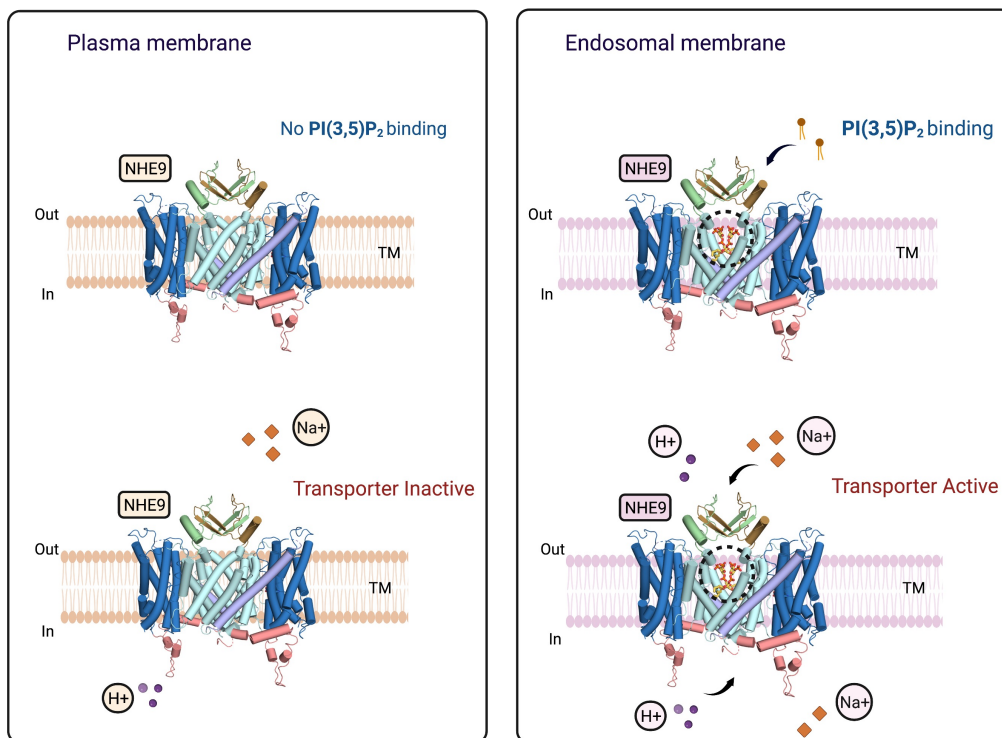 Plasma membrane
No PI(3,5)P₂ binding
NHE9
Out
TM
In
Na+
Transporter Inactive
NHE9
Out
TM
In
H+
Endosomal membrane
PI(3,5)P₂ binding
NHE9
Out
TM
In
H+
Na+
Transporter Active
NHE9
Out
TM
In
H+
Na+